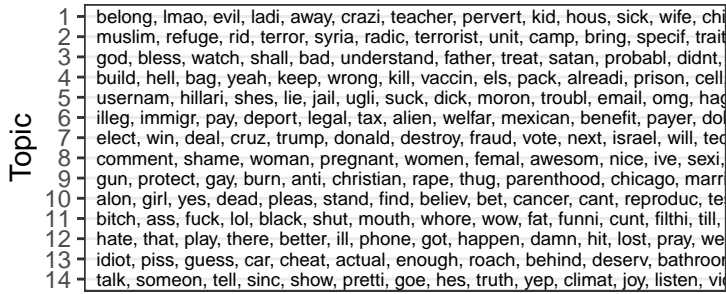 Topic
1 belong, lmao, evil, ladi, away, crazi, teacher, pervert, kid, hous, sick, wife, chi
2 muslim, refuge, rid, terror, syria, radic, terrorist, unit, camp, bring, specif, trait
3 god, bless, watch, shall, bad, understand, father, treat, satan, probabl, didnt,
4 build, hell, bag, yeah, keep, wrong, kill, vaccin, els, pack, alreadi, prison, cell,
5 usernam, hillari, shes, lie, jail, ugli, suck, dick, moron, troubl, email, omg, hag
6 illeg, immigr, pay, deport, legal, tax, alien, welfar, mexican, benefit, payer, dol
7 elect, win, deal, cruz, trump, donald, destroy, fraud, vote, next, israel, will, ted
8 comment, shame, woman, pregnant, women, femal, awesom, nice, ive, sexi,
9 gun, protect, gay, burn, anti, christian, rape, thug, parenthood, chicago, marri
10 alon, girl, yes, dead, pleas, stand, find, believ, bet, cancer, cant, reproduc, tes
11 bitch, ass, fuck, lol, black, shut, mouth, whore, wow, fat, funni, cunt, filthi, till,
12 hate, that, play, there, better, ill, phone, got, happen, damn, hit, lost, pray, we
13 idiot, piss, guess, car, cheat, actual, enough, roach, behind, deserv, bathroo
14 talk, someon, tell, sinc, show, pretti, goe, hes, truth, yep, climat, joy, listen, vi